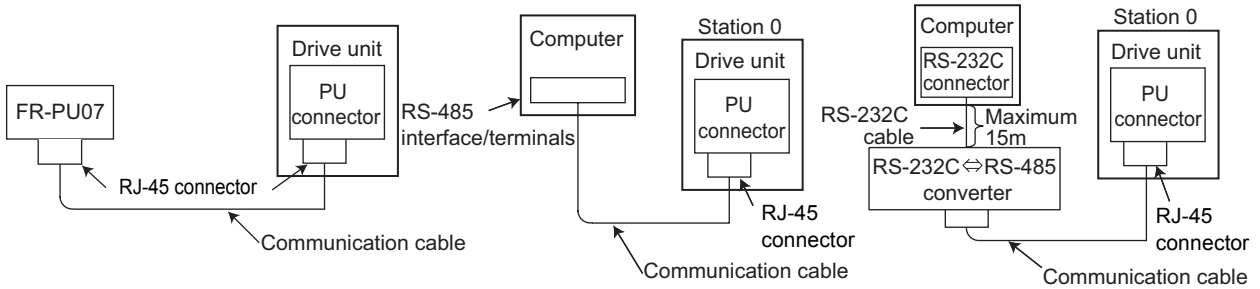 Drive unit
PU
connector
FR-PU07
RJ-45 connector
Communication cable
Station 0
Computer
Drive unit
PU
connector
RS-485
interface/terminals
RJ-45
connector
Communication cable
Station 0
Computer
RS-232C
connector
Drive unit
PU
connector
RS-232C
cable
Maximum
15m
RS-232C⇔RS-485
converter
RJ-45
connector
Communication cable